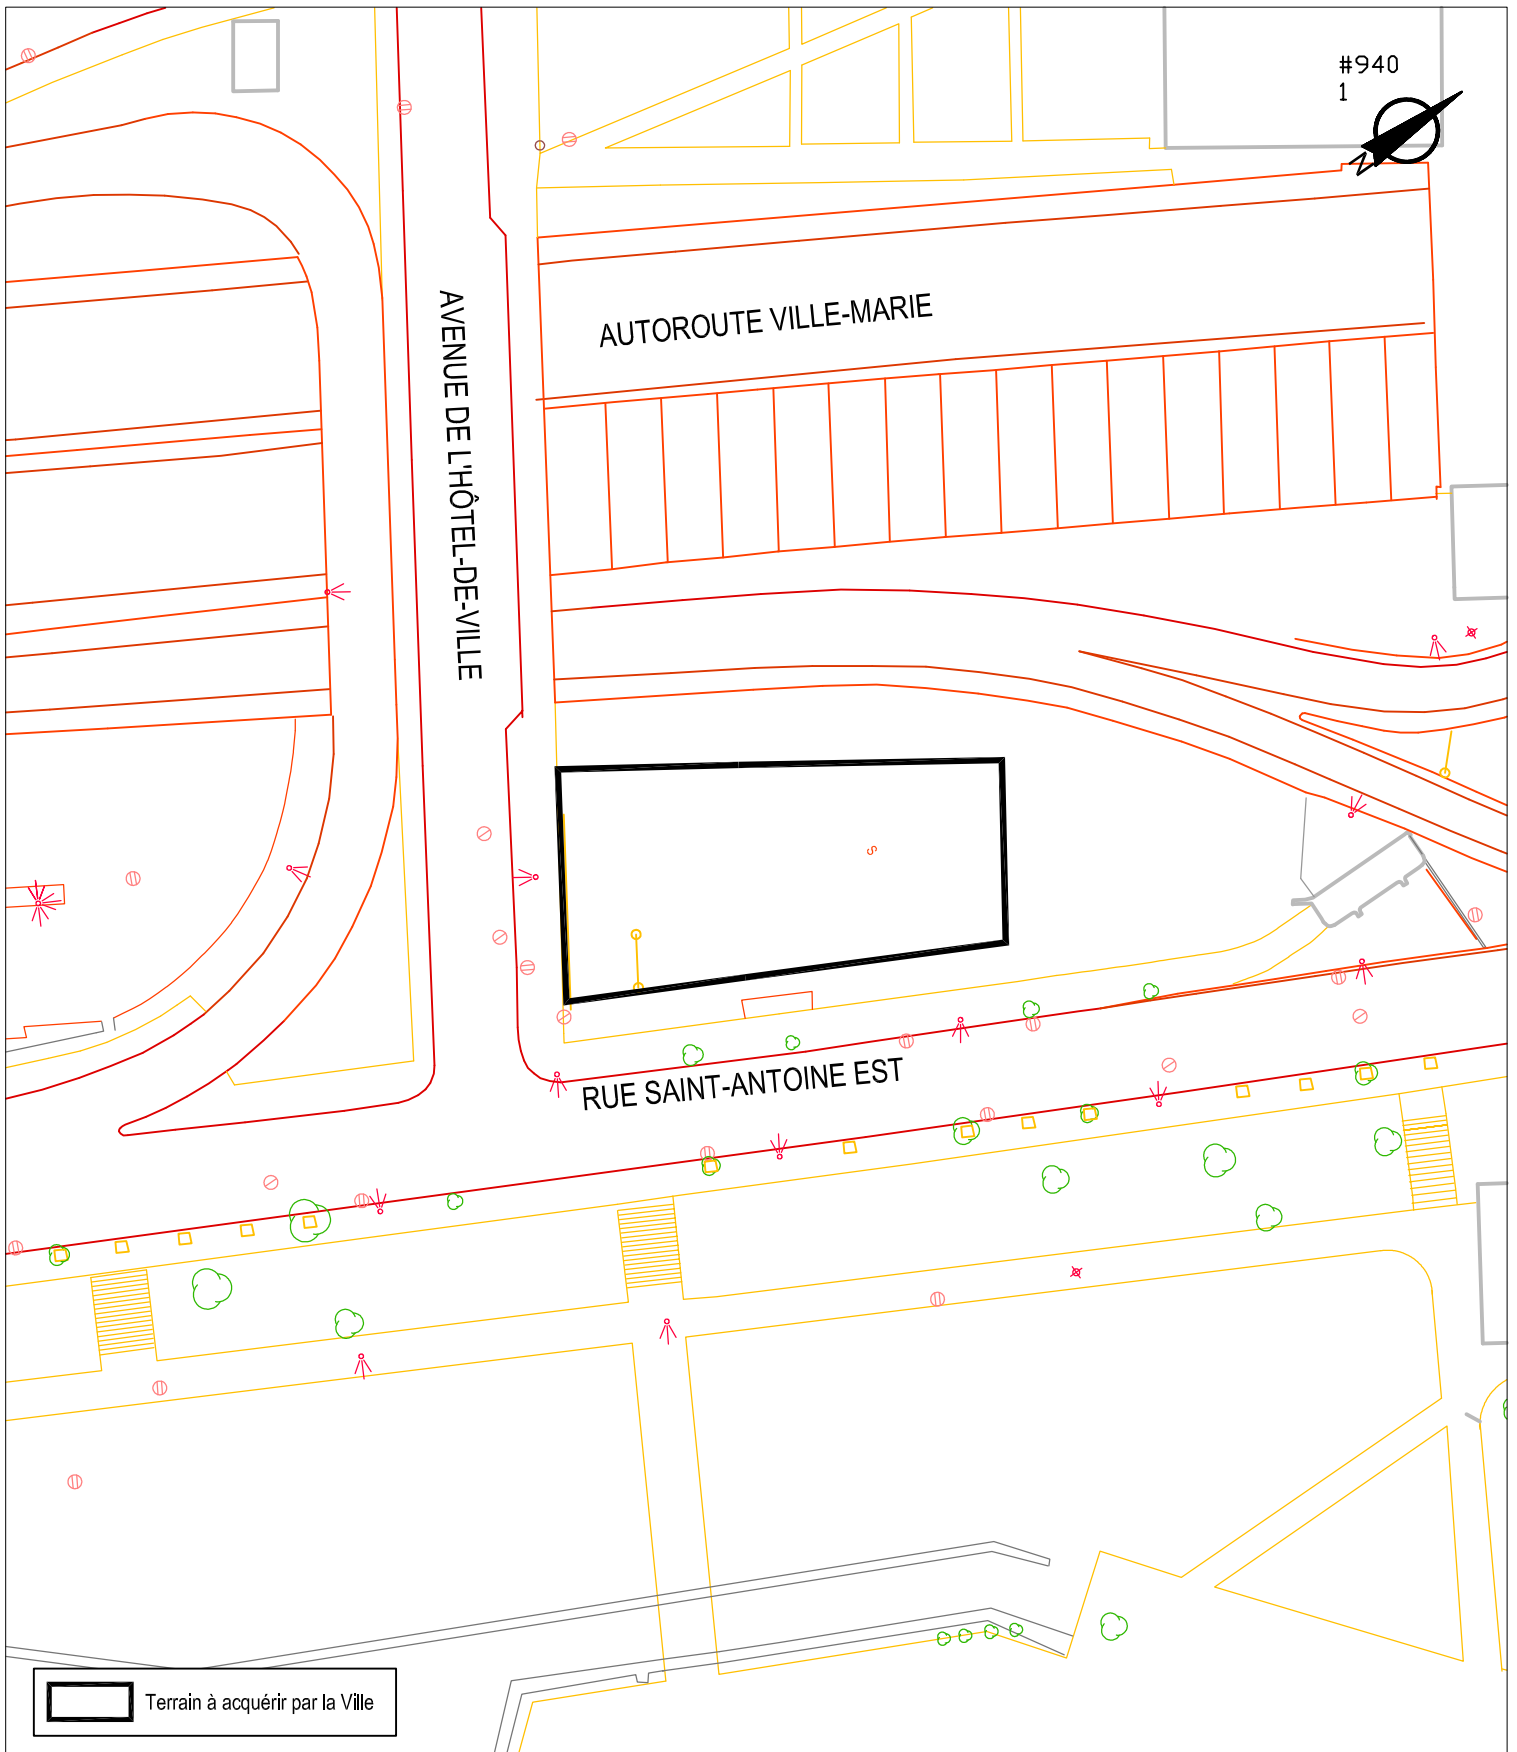 #940
1
AUTOROUTE VILLE-MARIE
AVENUE DE L'HÔTEL-DE-VILLE
S
RUE SAINT-ANTOINE EST
Terrain à acquérir par la Ville